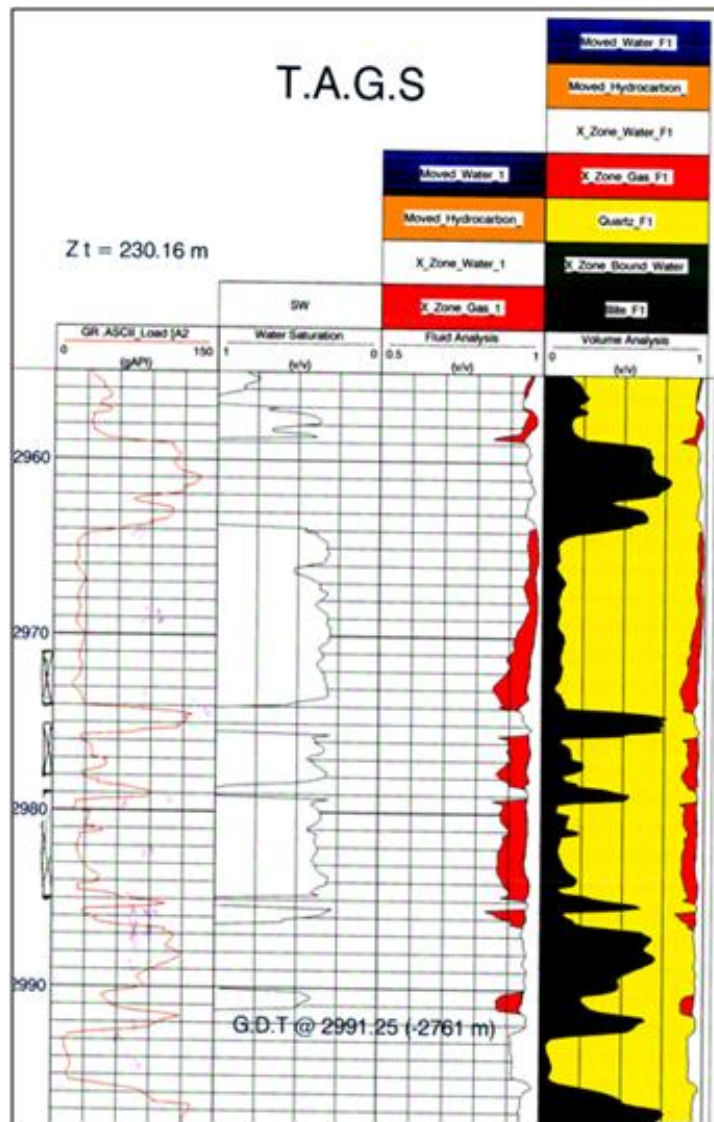 T.A.G.S
Zt = 230.16 m
Moved_Water_F1
Moved_Hydrocarbon_
X_Zone_Water_F1
X_Zone_Gas_F1
Quartz_F1
X_Zone_Bound_Water
Illite_F1
Moved_Water_1
Moved_Hydrocarbon_
X_Zone_Water_1
X_Zone_Gas_1
SW
GR .ASCII_Load ]A2
0 150
(gAPI)
Water Saturation
1 0
(v/v)
Fluid Analysis
0.5 1
(v/v)
Volume Analysis
0 1
(v/v)
2960
2970
2980
2990
G.D.T @ 2991.25 (-2761 m)